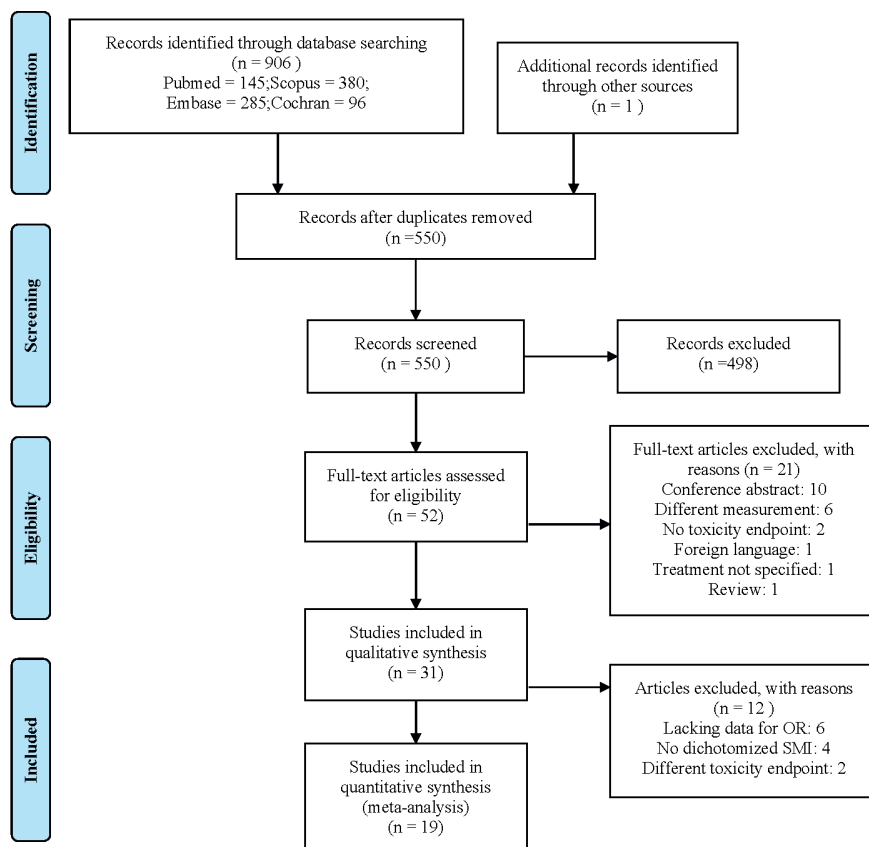 Identification
Records identified through database searching
(n = 906 )
Pubmed = 145;Scopus = 380;
Embase = 285;Cochran = 96
Additional records identified
through other sources
(n = 1 )
Records after duplicates removed
(n =550)
Screening
Records screened
(n = 550 )
Records excluded
(n =498)
Eligibility
Full-text articles assessed
for eligibility
(n = 52)
Full-text articles excluded, with
reasons (n = 21)
Conference abstract: 10
Different measurement: 6
No toxicity endpoint: 2
Foreign language: 1
Treatment not specified: 1
Review: 1
Studies included in
qualitative synthesis
(n = 31)
Included
Articles excluded, with reasons
(n = 12 )
Lacking data for OR: 6
No dichotomized SMI: 4
Different toxicity endpoint: 2
Studies included in
quantitative synthesis
(meta-analysis)
(n = 19)